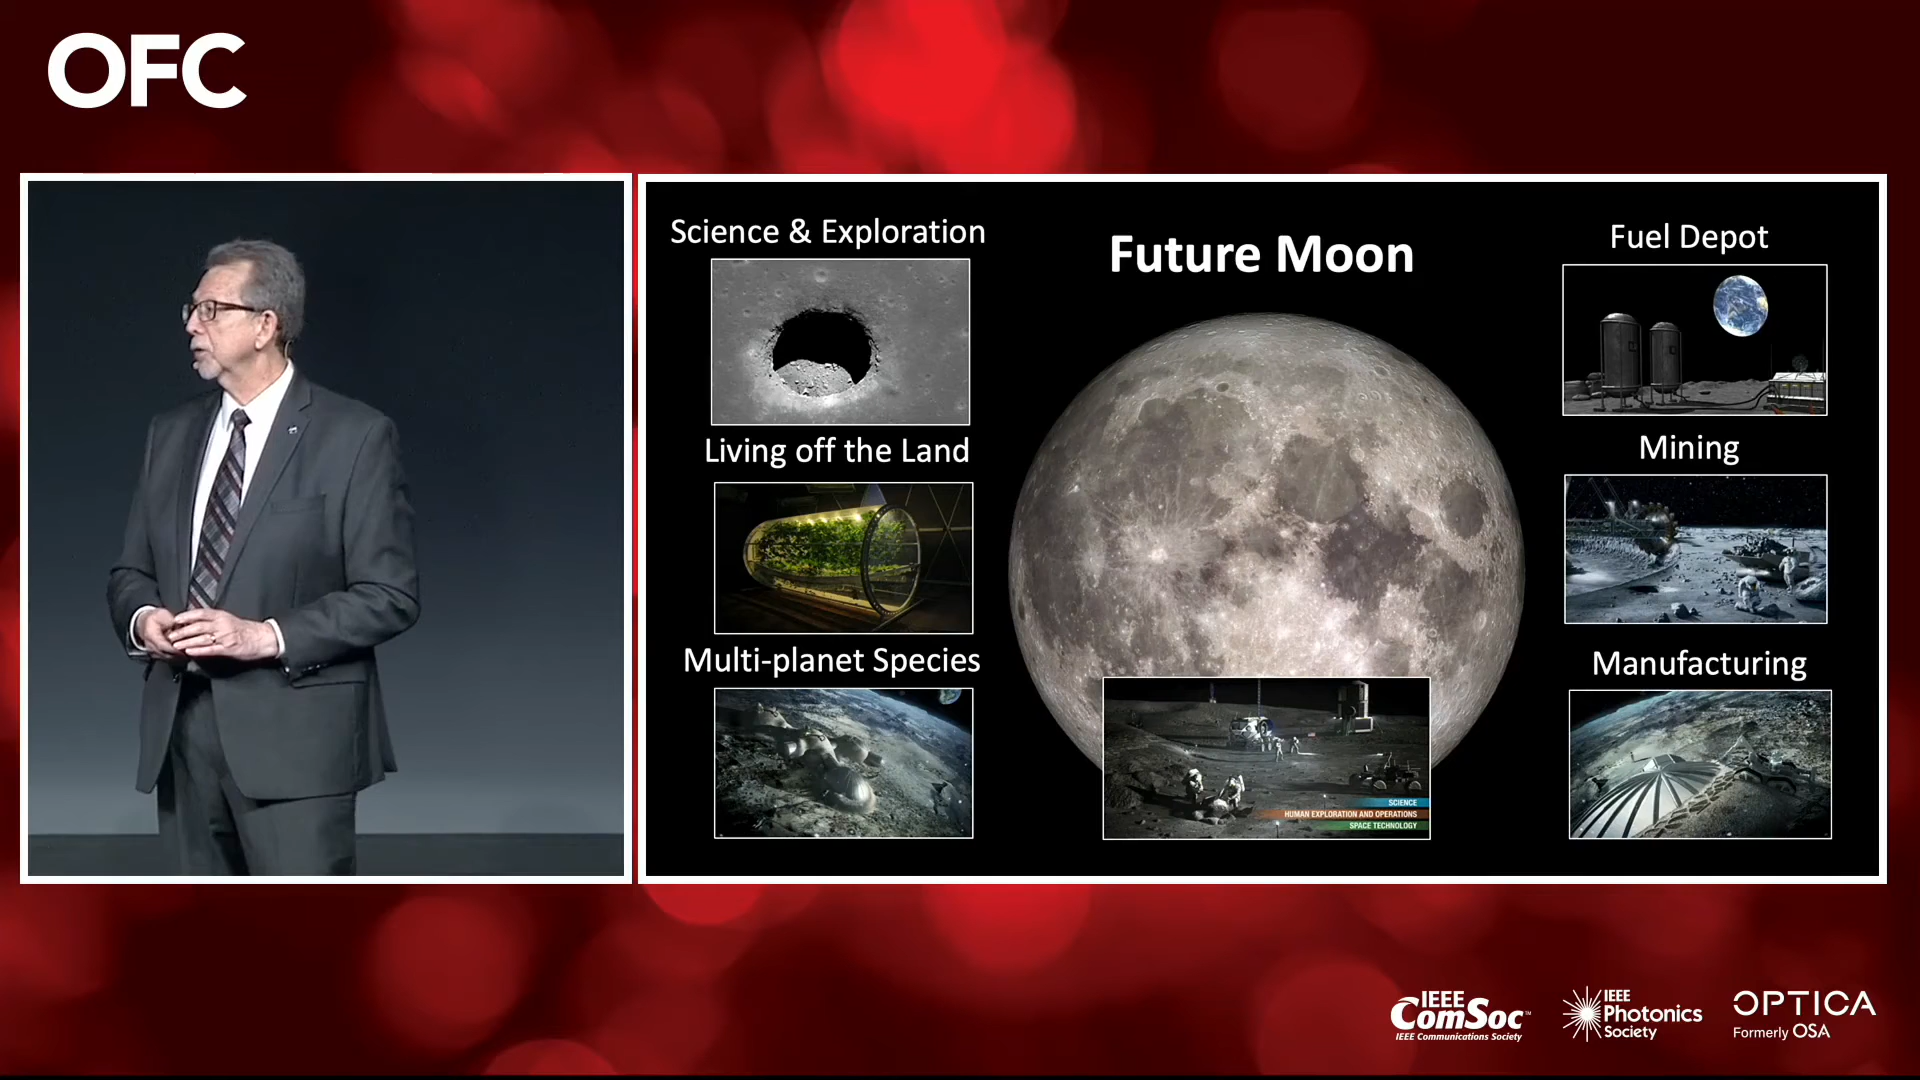 OFC
Science & Exploration
Future Moon
Fuel Depot
Living off the Land
Mining
Multi-planet Species
Manufacturing
SCIENCE
HUMAN EXPLORATION AND OPERATIONS
SPACE TECHNOLOGY
IEEE
ComSoc™
IEEE Communications Society
IEEE
Photonics
Society
OPTICA
Formerly OSA